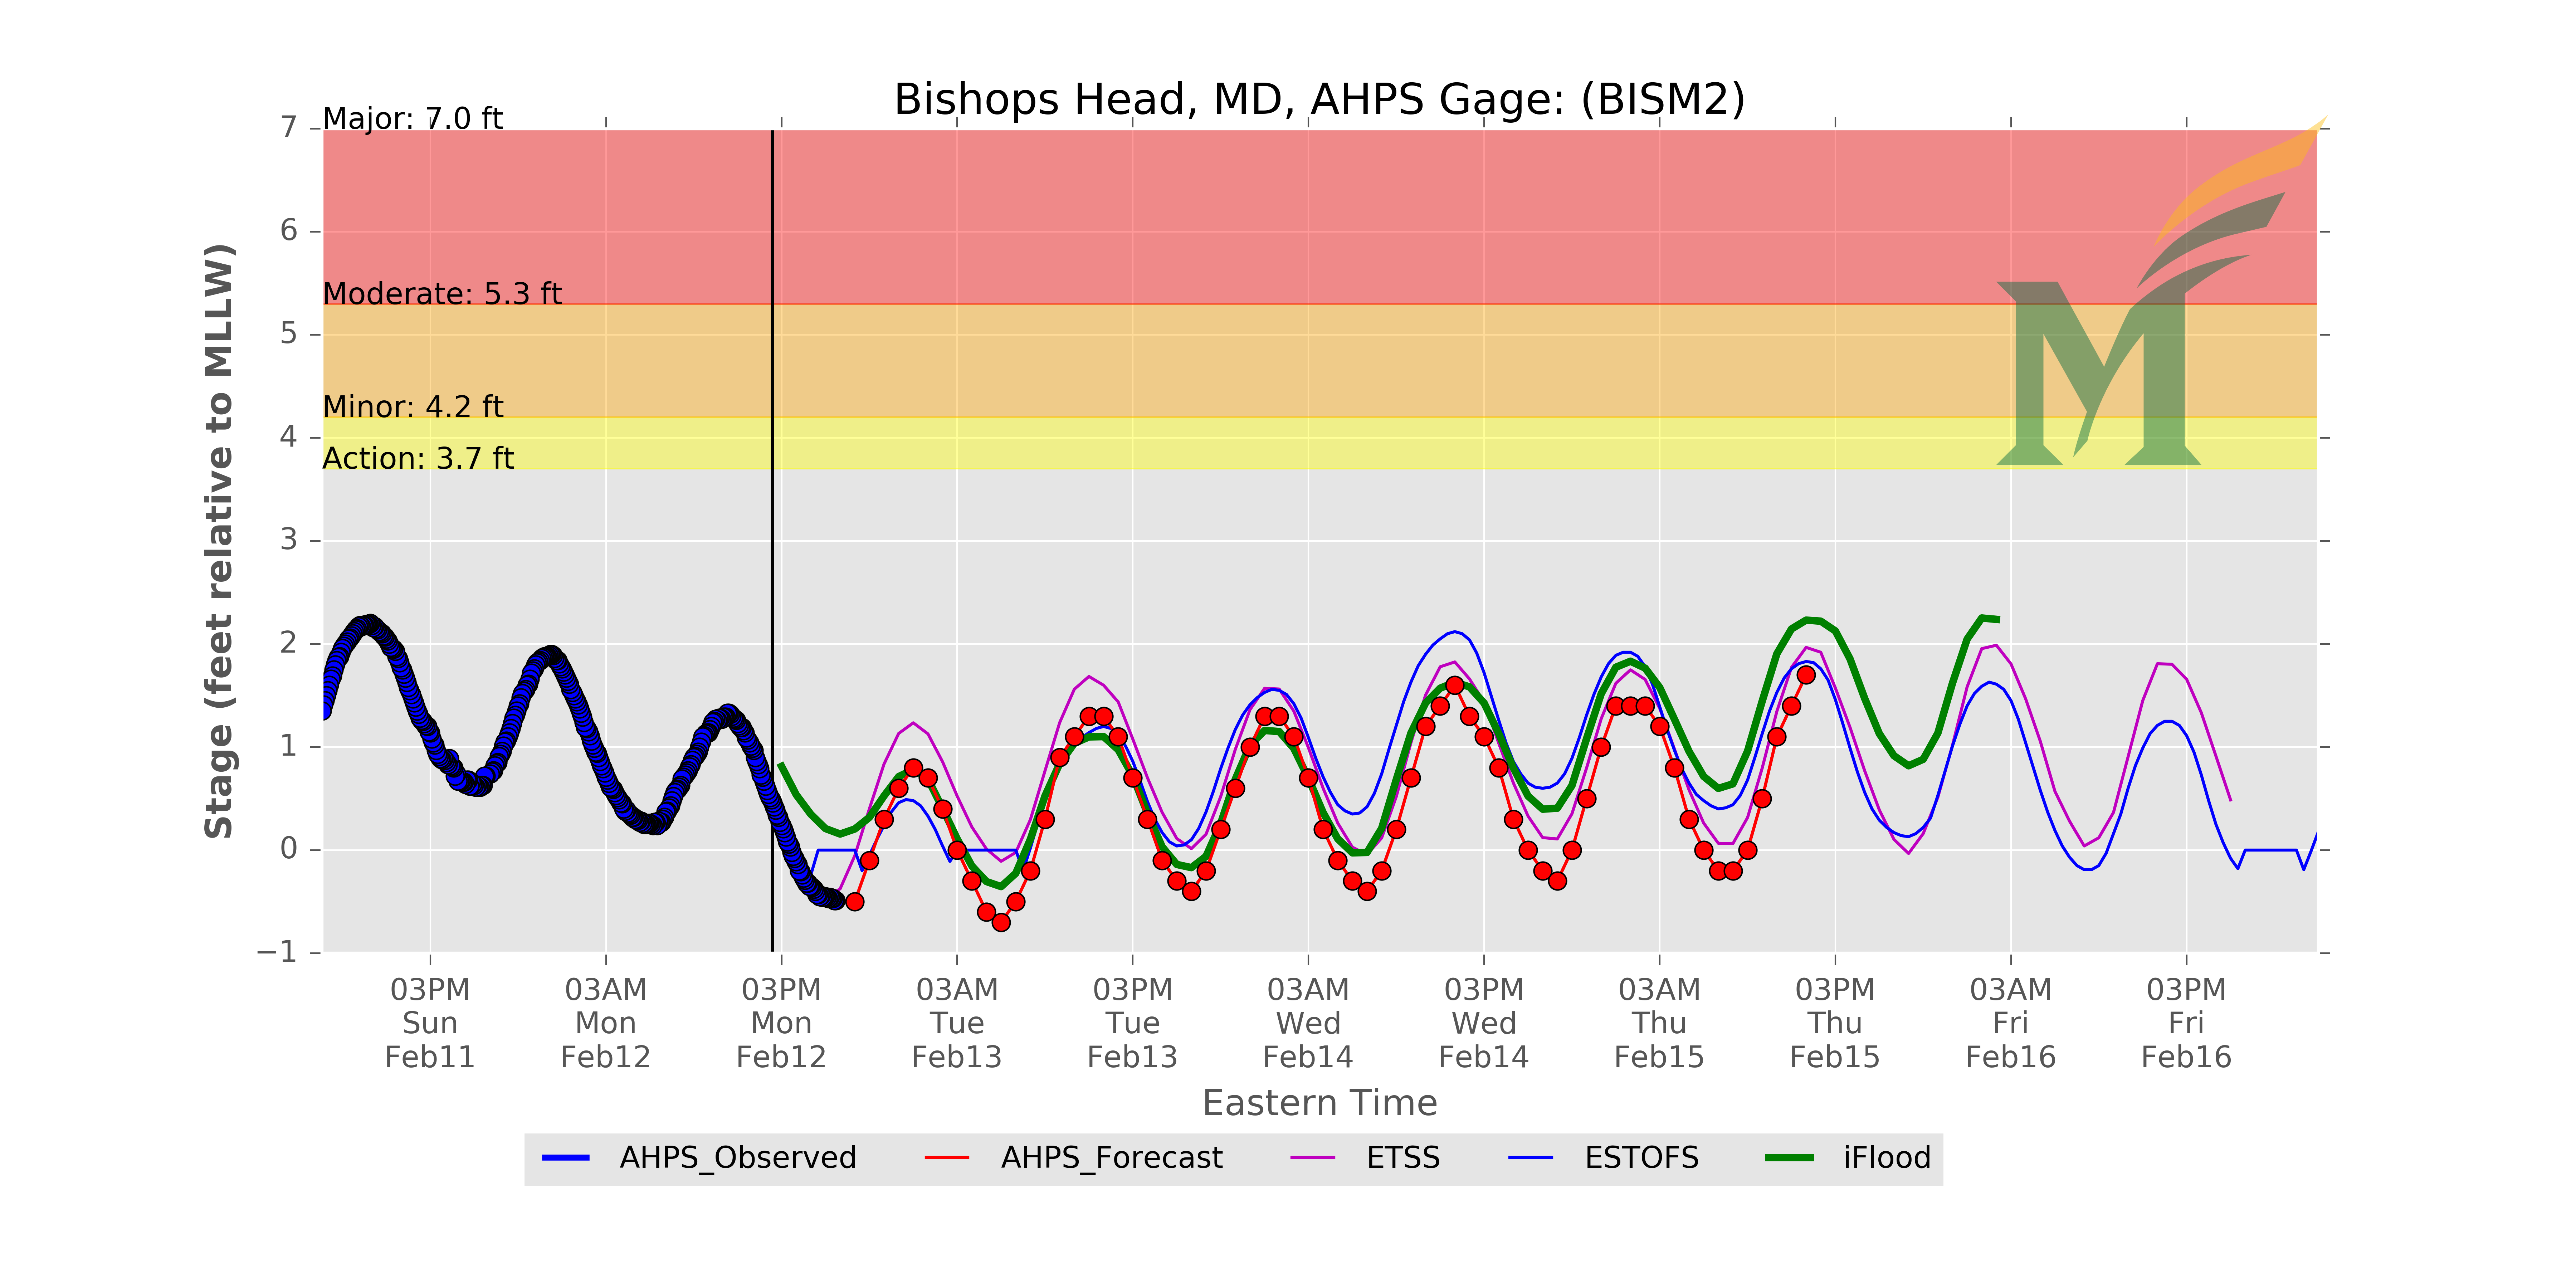 Bishops Head, MD, AHPS Gage: (BISM2)
Major: 7.0 ft
Moderate: 5.3 ft
Minor: 4.2 ft
Action: 3.7 ft
Stage (feet relative to MLLW)
7
6
5
4
3
2
1
0
−1
03PM 03AM 03PM 03AM 03PM 03AM 03PM 03AM 03PM 03AM 03PM
Sun Mon Mon Tue Tue Wed Wed Thu Thu Fri Fri
Feb11 Feb12 Feb12 Feb13 Feb13 Feb14 Feb14 Feb15 Feb15 Feb16 Feb16
Eastern Time
AHPS_Observed AHPS_Forecast ETSS ESTOFS iFlood
M